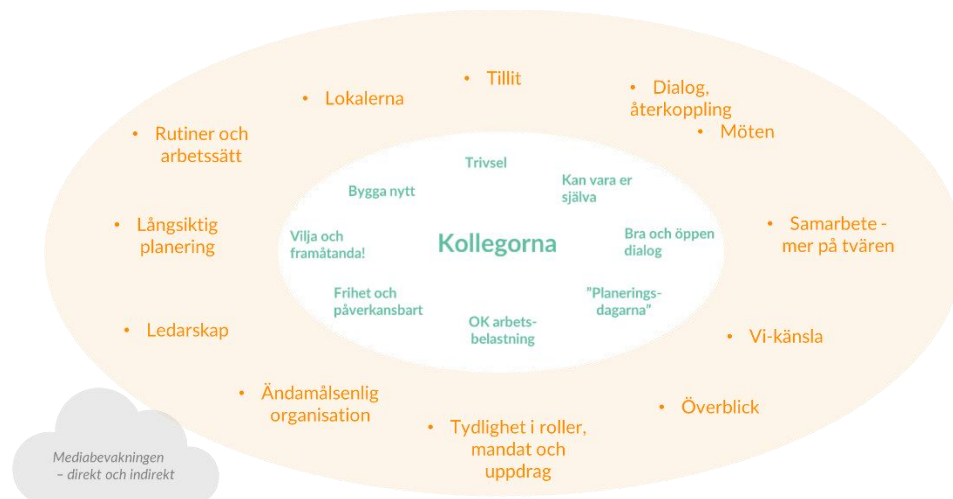 • Tillit
• Dialog,
återkoppling
• Lokalerna
• Möten
• Rutiner och
arbetssätt
Trivsel
Kan vara er
själva
Bygga nytt
• Långsiktig
planering
• Samarbete -
mer på tvären
Vilja och
framåtanda!
Kollegorna
Bra och öppen
dialog
Frihet och
påverkansbart
"Planerings-
dagarna"
OK arbets-
belastning
• Ledarskap
• Vi-känsla
• Ändamålsenlig
organisation
• Överblick
• Tydlighet i roller,
mandat och
uppdrag
Mediabevakningen
– direkt och indirekt